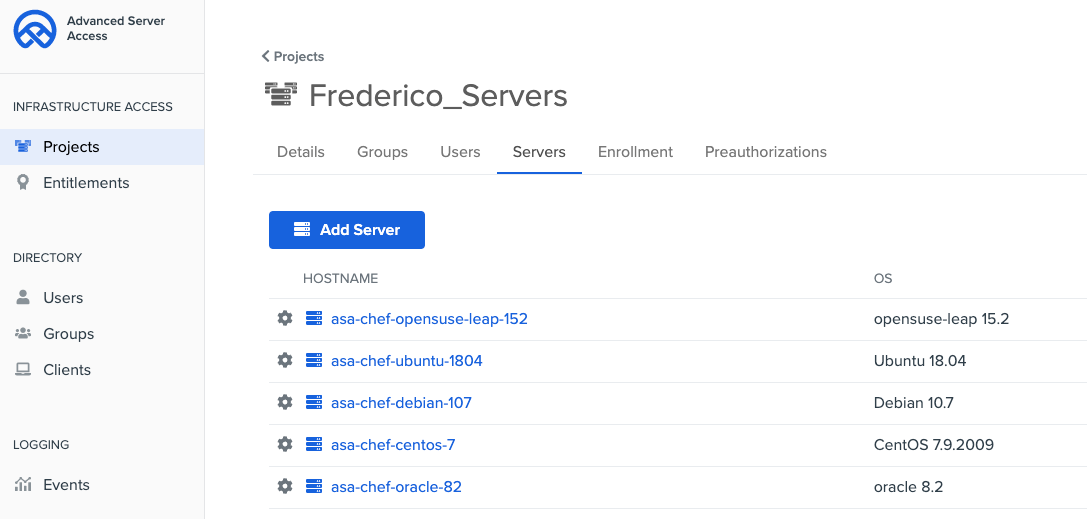 Advanced Server
Access
INFRASTRUCTURE ACCESS
Projects
Entitlements
DIRECTORY
Users
Groups
Clients
LOGGING
Events
Projects
Frederico_Servers
Details Groups Users Servers Enrollment Preauthorizations
Add Server
HOSTNAME OS
asa-chef-opensuse-leap-152 opensuse-leap 15.2
asa-chef-ubuntu-1804 Ubuntu 18.04
asa-chef-debian-107 Debian 10.7
asa-chef-centos-7 CentOS 7.9.2009
asa-chef-oracle-82 oracle 8.2